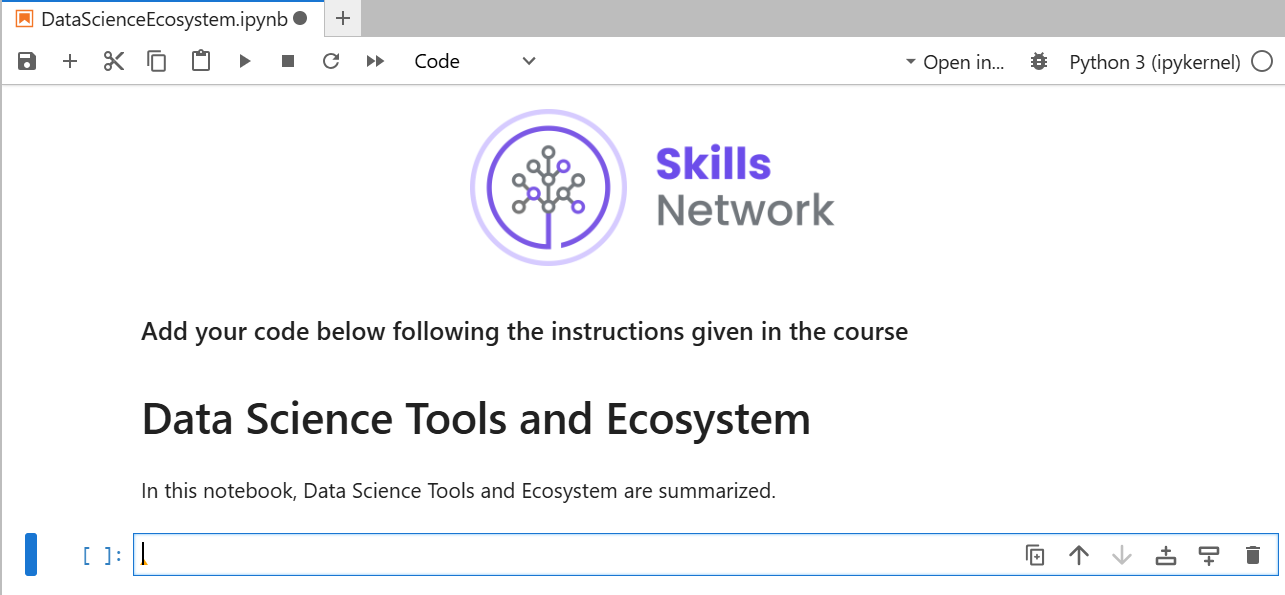 DataScienceEcosystem.ipynb
Code Open in... Python 3 (ipykernel)
Skills
Network
Add your code below following the instructions given in the course
Data Science Tools and Ecosystem
In this notebook, Data Science Tools and Ecosystem are summarized.
[ ]: